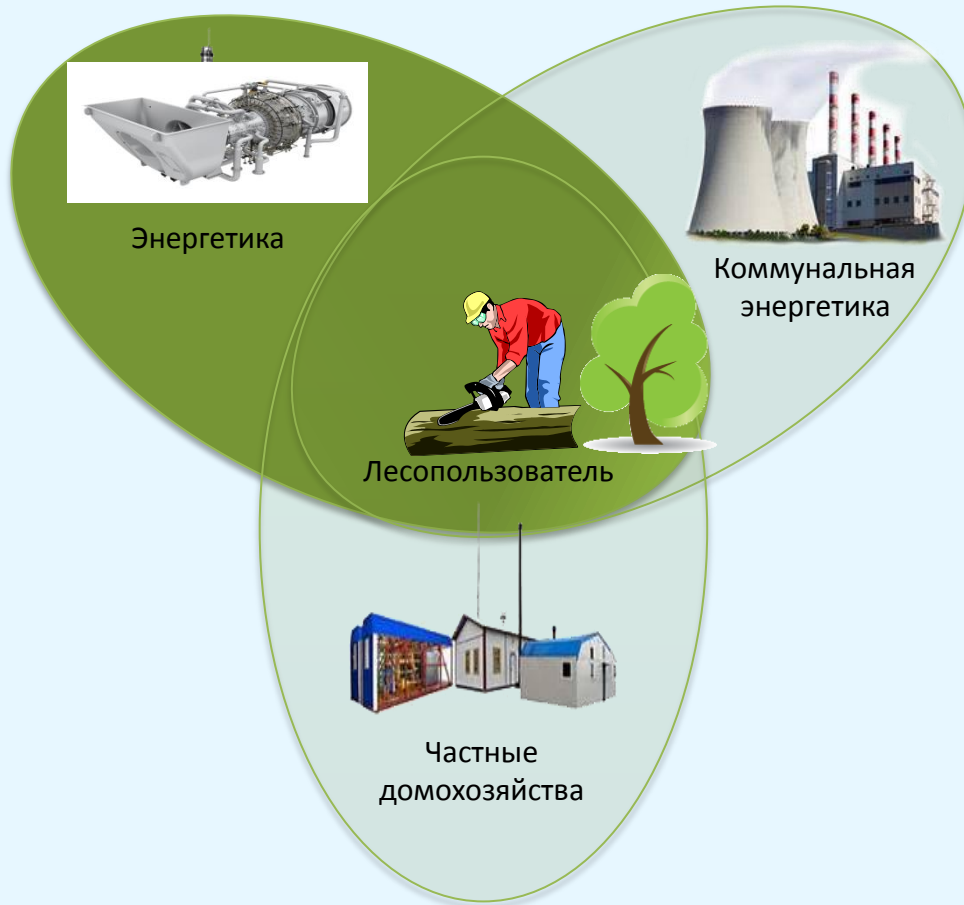 Энергетика
Коммунальная
энергетика
Лесопользователь
Частные
домохозяйства